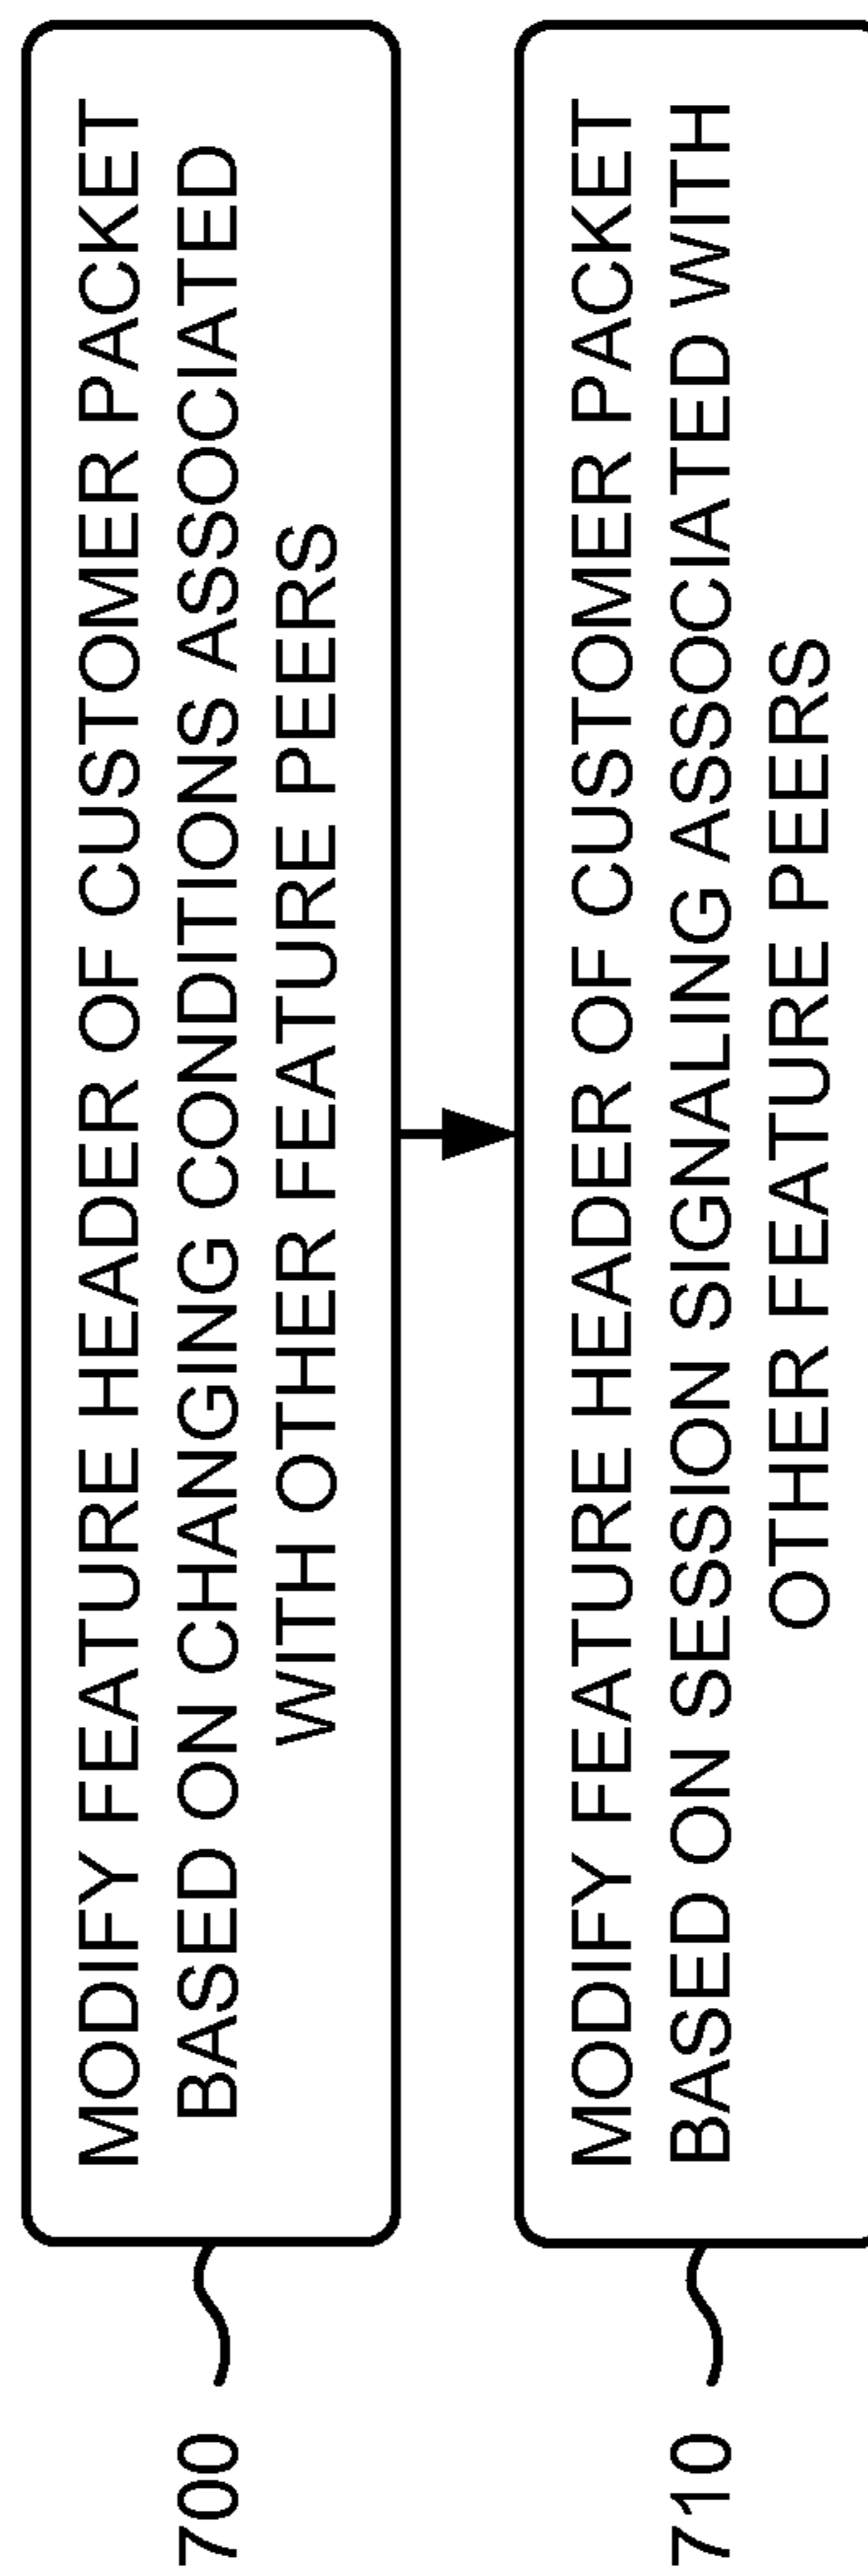 700
MODIFY FEATURE HEADER OF CUSTOMER PACKET
BASED ON CHANGING CONDITIONS ASSOCIATED
WITH OTHER FEATURE PEERS
710
MODIFY FEATURE HEADER OF CUSTOMER PACKET
BASED ON SESSION SIGNALING ASSOCIATED WITH
OTHER FEATURE PEERS